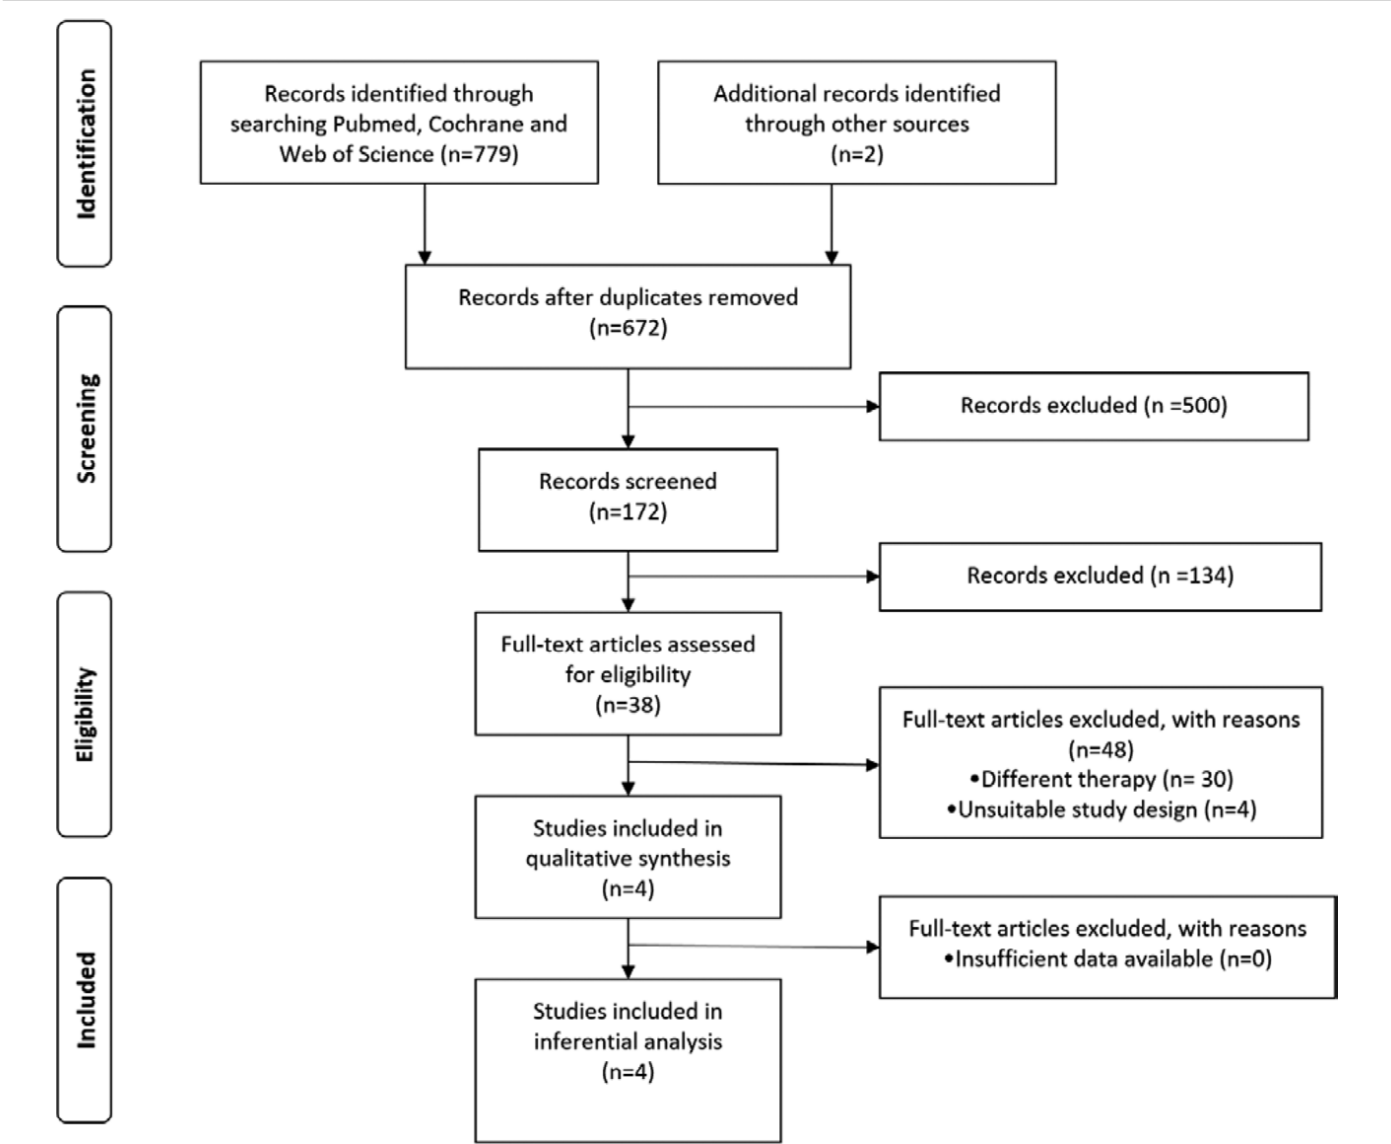 Identification
Records identified through
searching Pubmed, Cochrane and
Web of Science (n=779)
Additional records identified
through other sources
(n=2)
Records after duplicates removed
(n=672)
Screening
Records excluded (n =500)
Records screened
(n=172)
Records excluded (n =134)
Eligibility
Full-text articles assessed
for eligibility
(n=38)
Full-text articles excluded, with reasons
(n=48)
•Different therapy (n= 30)
•Unsuitable study design (n=4)
Studies included in
qualitative synthesis
(n=4)
Included
Full-text articles excluded, with reasons
•Insufficient data available (n=0)
Studies included in
inferential analysis
(n=4)